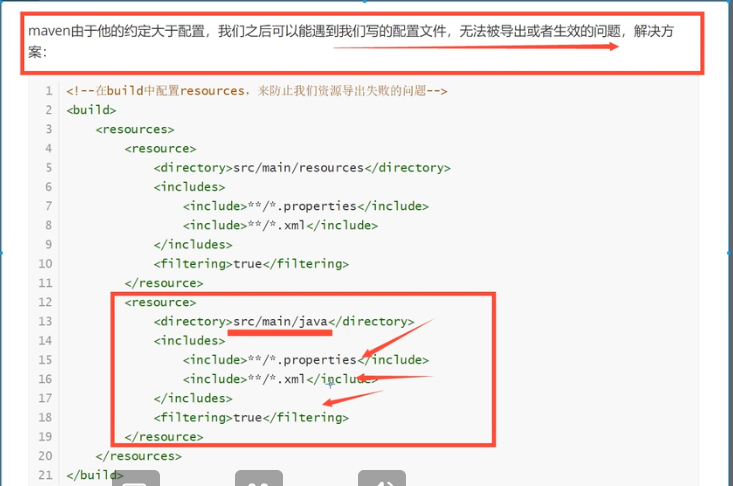 maven由于他的约定大于配置，我们之后可以能遇到我们写的配置文件，无法被导出或者生效的问题，解决方
案：
1 <!--在build中配置resources，来防止我们资源导出失败的问题-->
2 <build>
3 <resources>
4 <resource>
5 <directory>src/main/resources</directory>
6 <includes>
7 <include>**/*.properties</include>
8 <include>**/*.xml</include>
9 </includes>
10 <filtering>true</filtering>
11 </resource>
12 <resource>
13 <directory>src/main/java</directory>
14 <includes>
15 <include>**/*.properties</include>
16 <include>**/*.xml</include>
17 </includes>
18 <filtering>true</filtering>
19 </resource>
20 </resources>
21 </build>